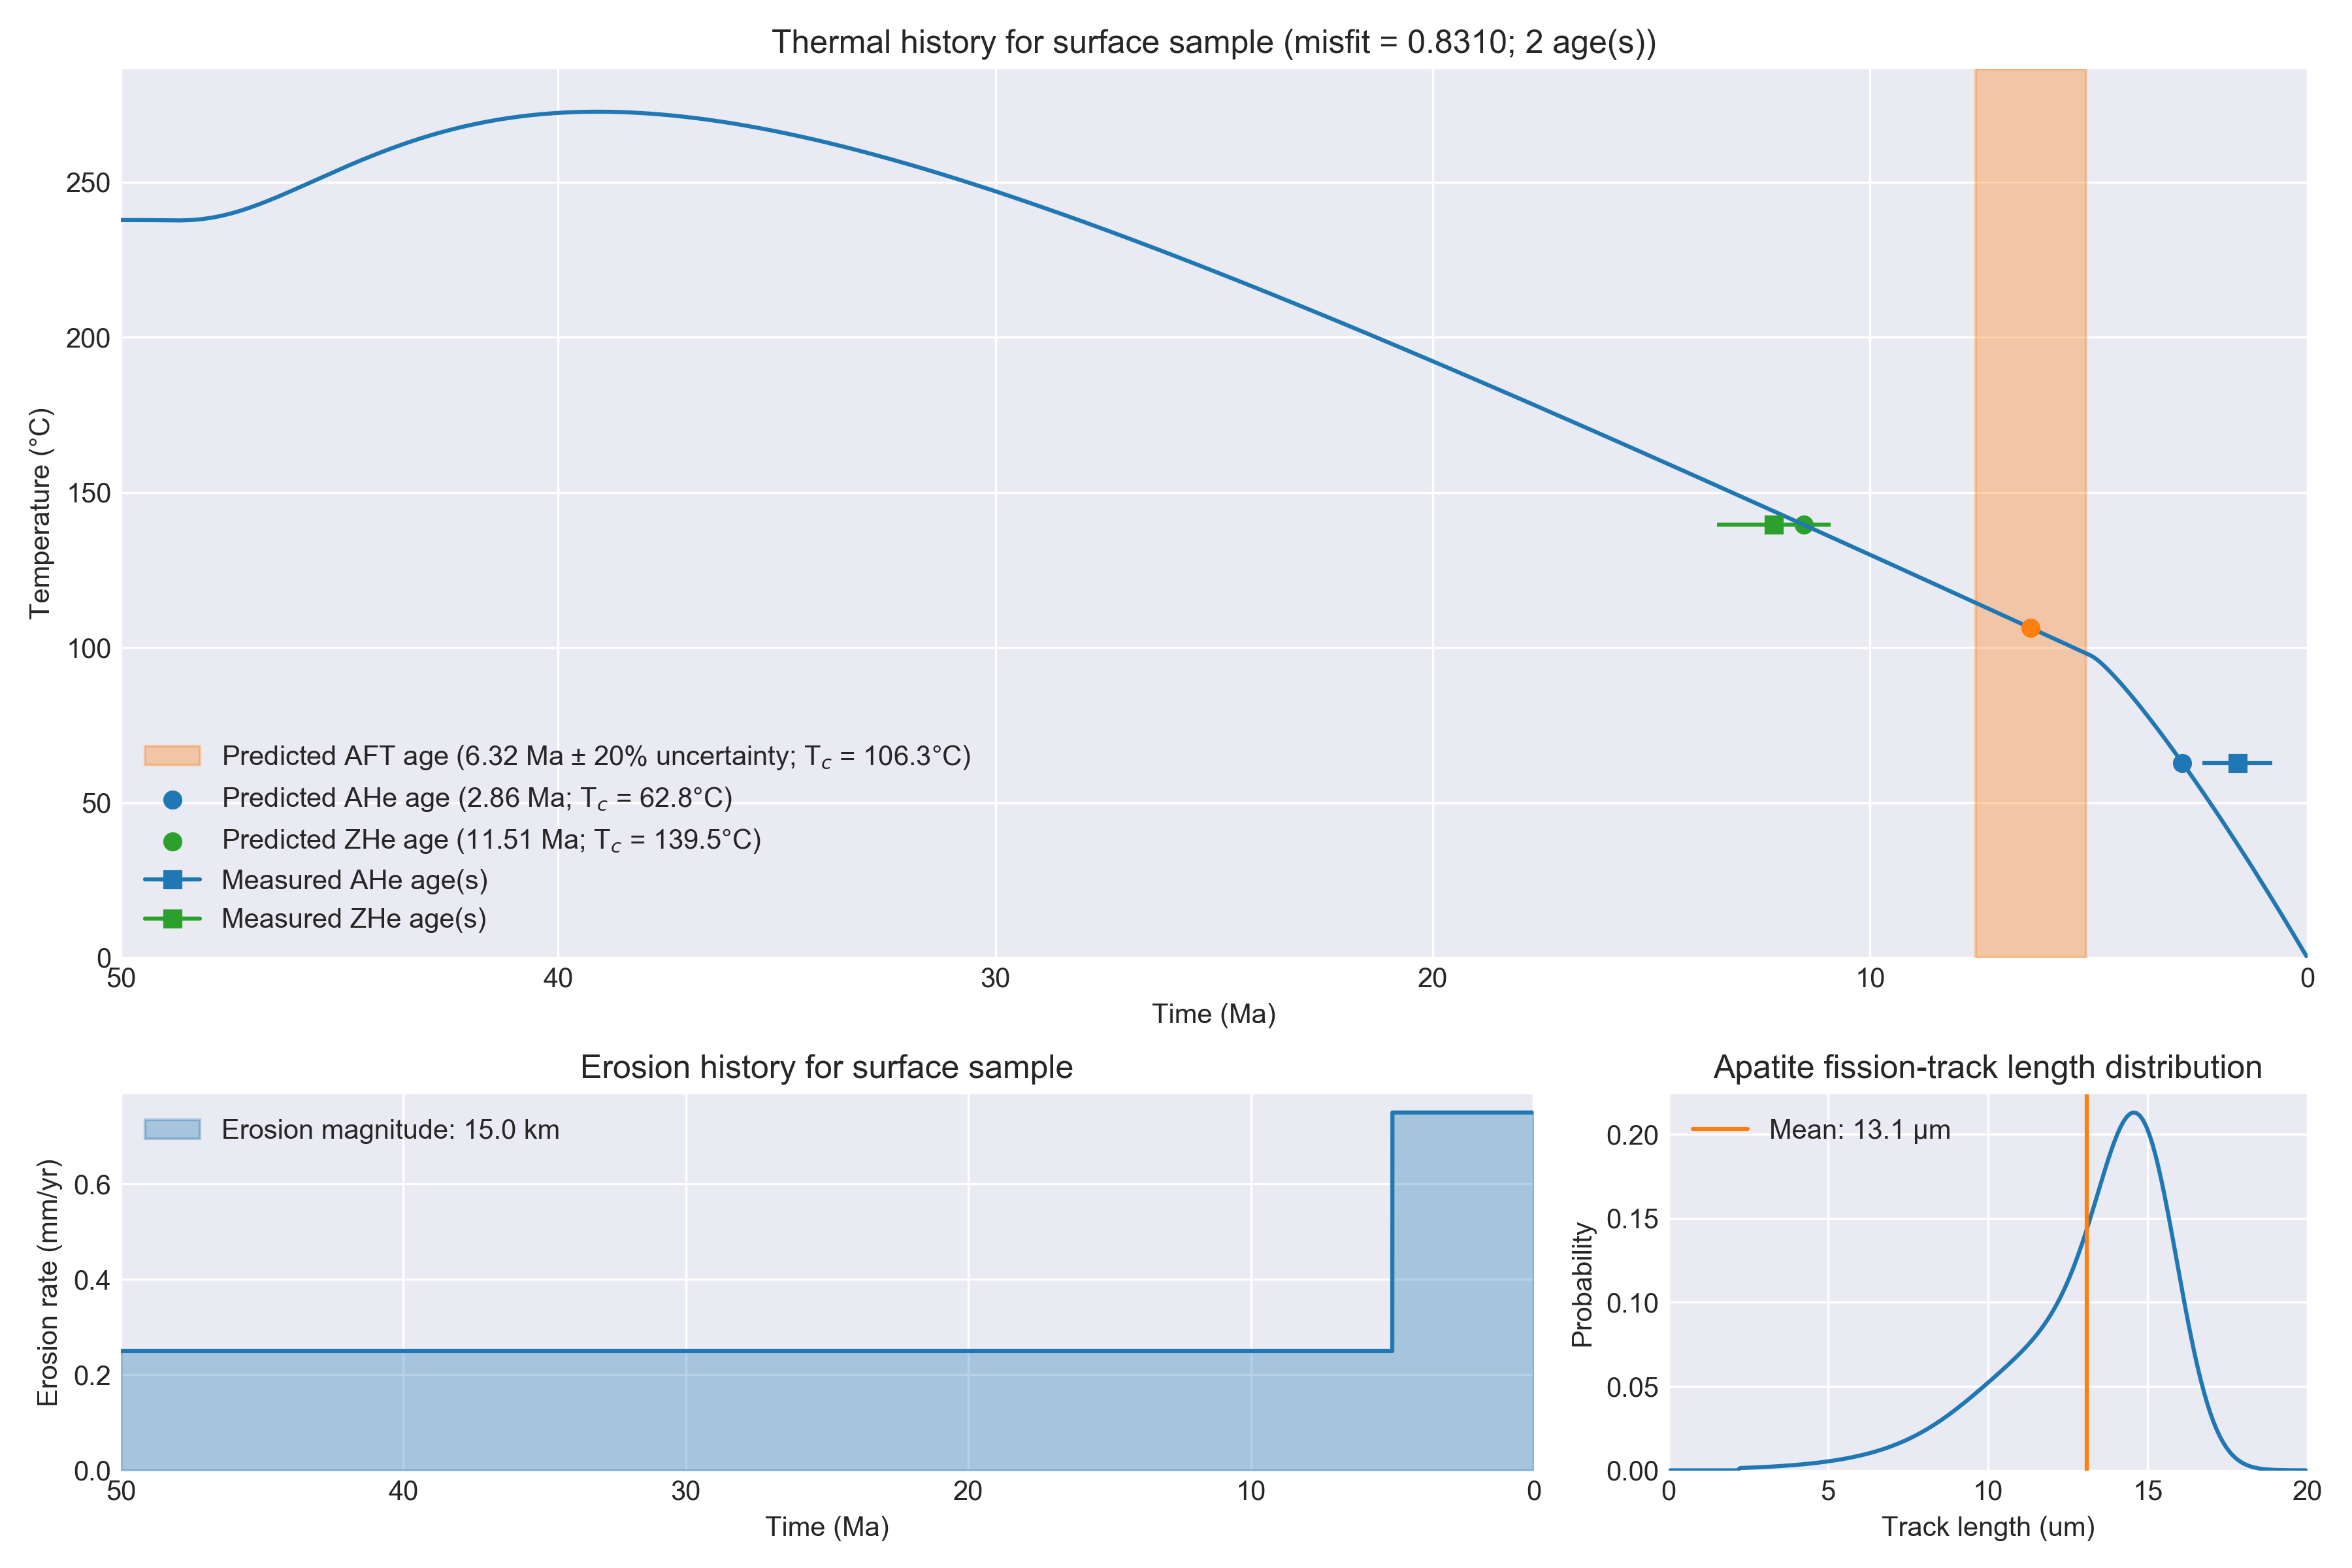 Thermal history for surface sample (misfit = 0.8310; 2 age(s))
Temperature (°C)
250
200
150
100
50
0
Predicted AFT age (6.32 Ma ± 20% uncertainty; Tc = 106.3°C)
Predicted AHe age (2.86 Ma; Tc = 62.8°C)
Predicted ZHe age (11.51 Ma; Tc = 139.5°C)
Measured AHe age(s)
Measured ZHe age(s)
50 40 30 20 10 0
Time (Ma)
Erosion history for surface sample
Erosion rate (mm/yr)
0.6
0.4
0.2
0.0
Erosion magnitude: 15.0 km
50 40 30 20 10 0
Time (Ma)
Apatite fission-track length distribution
Probability
0.20
0.15
0.10
0.05
0.00
Mean: 13.1 μm
0 5 10 15 20
Track length (um)